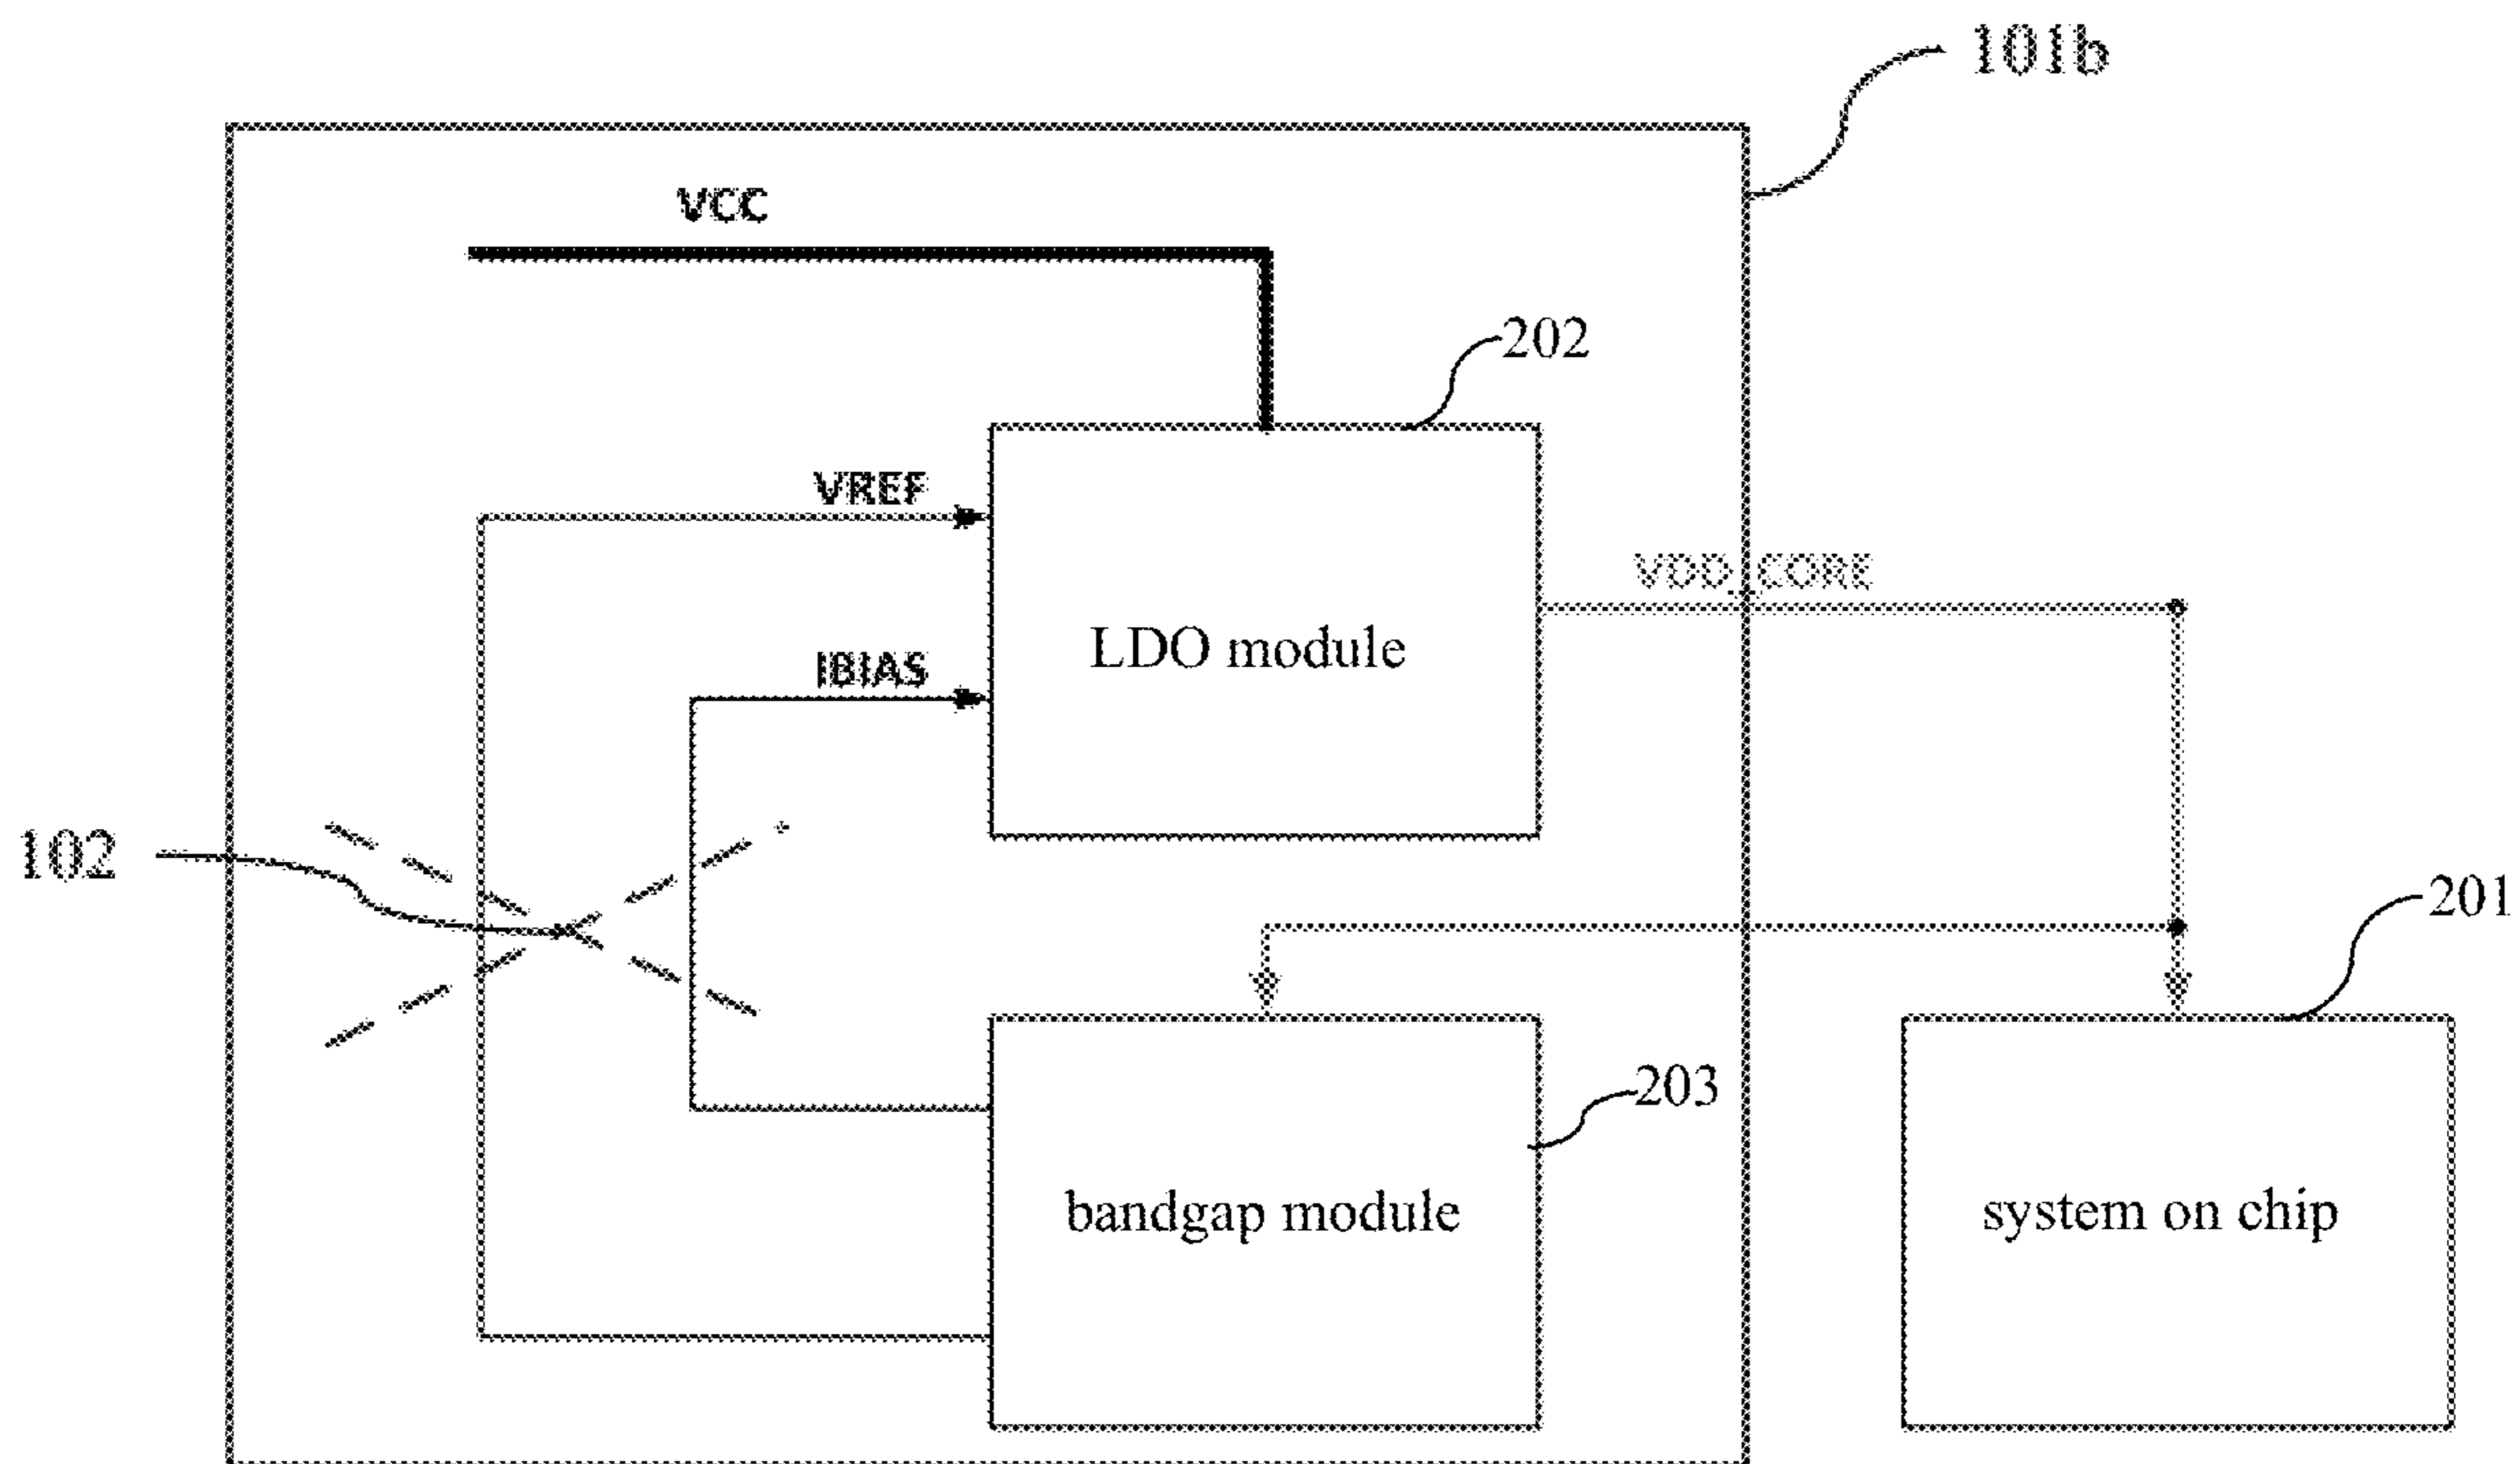 101b
VCC
202
VREF
VDD_CORE
LDO module
IBIAS
102
201
203
bandgap module
system on chip